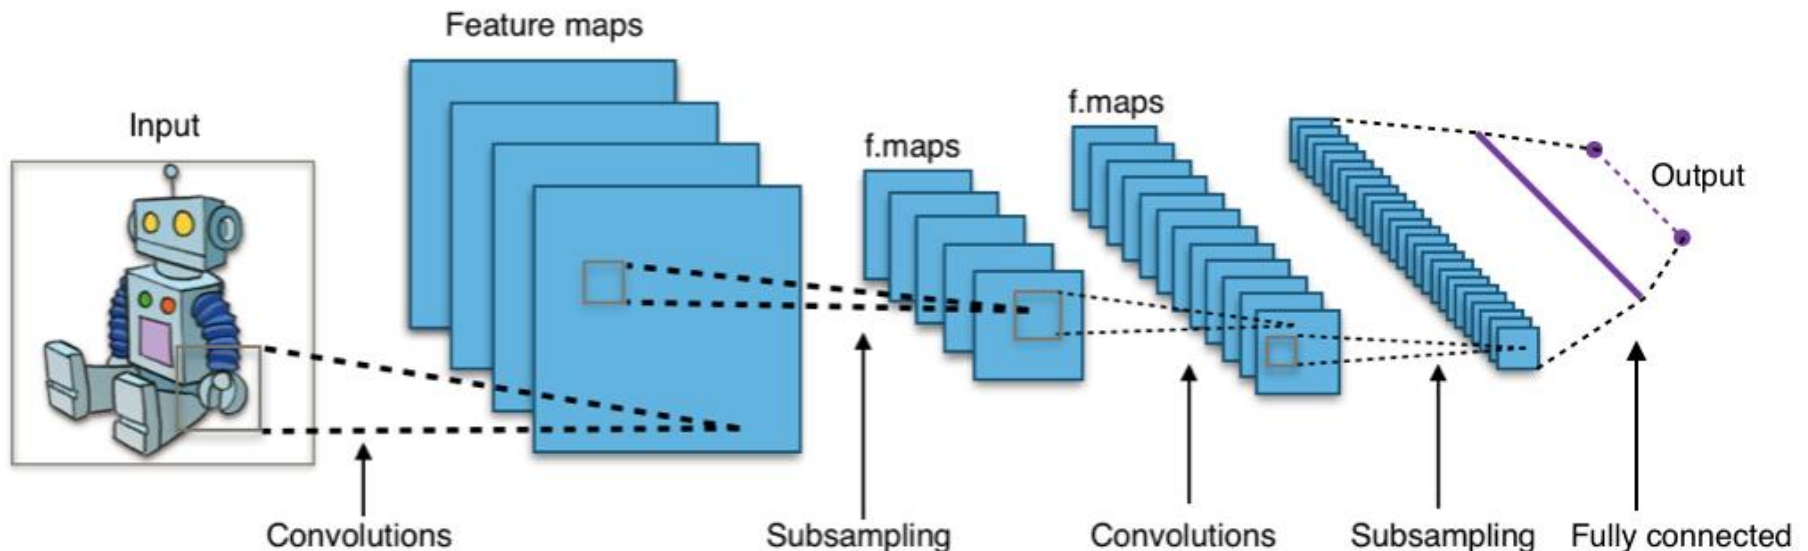 Feature maps
f.maps
Input
f.maps
Output
Convolutions
Subsampling
Convolutions
Subsampling
Fully connected